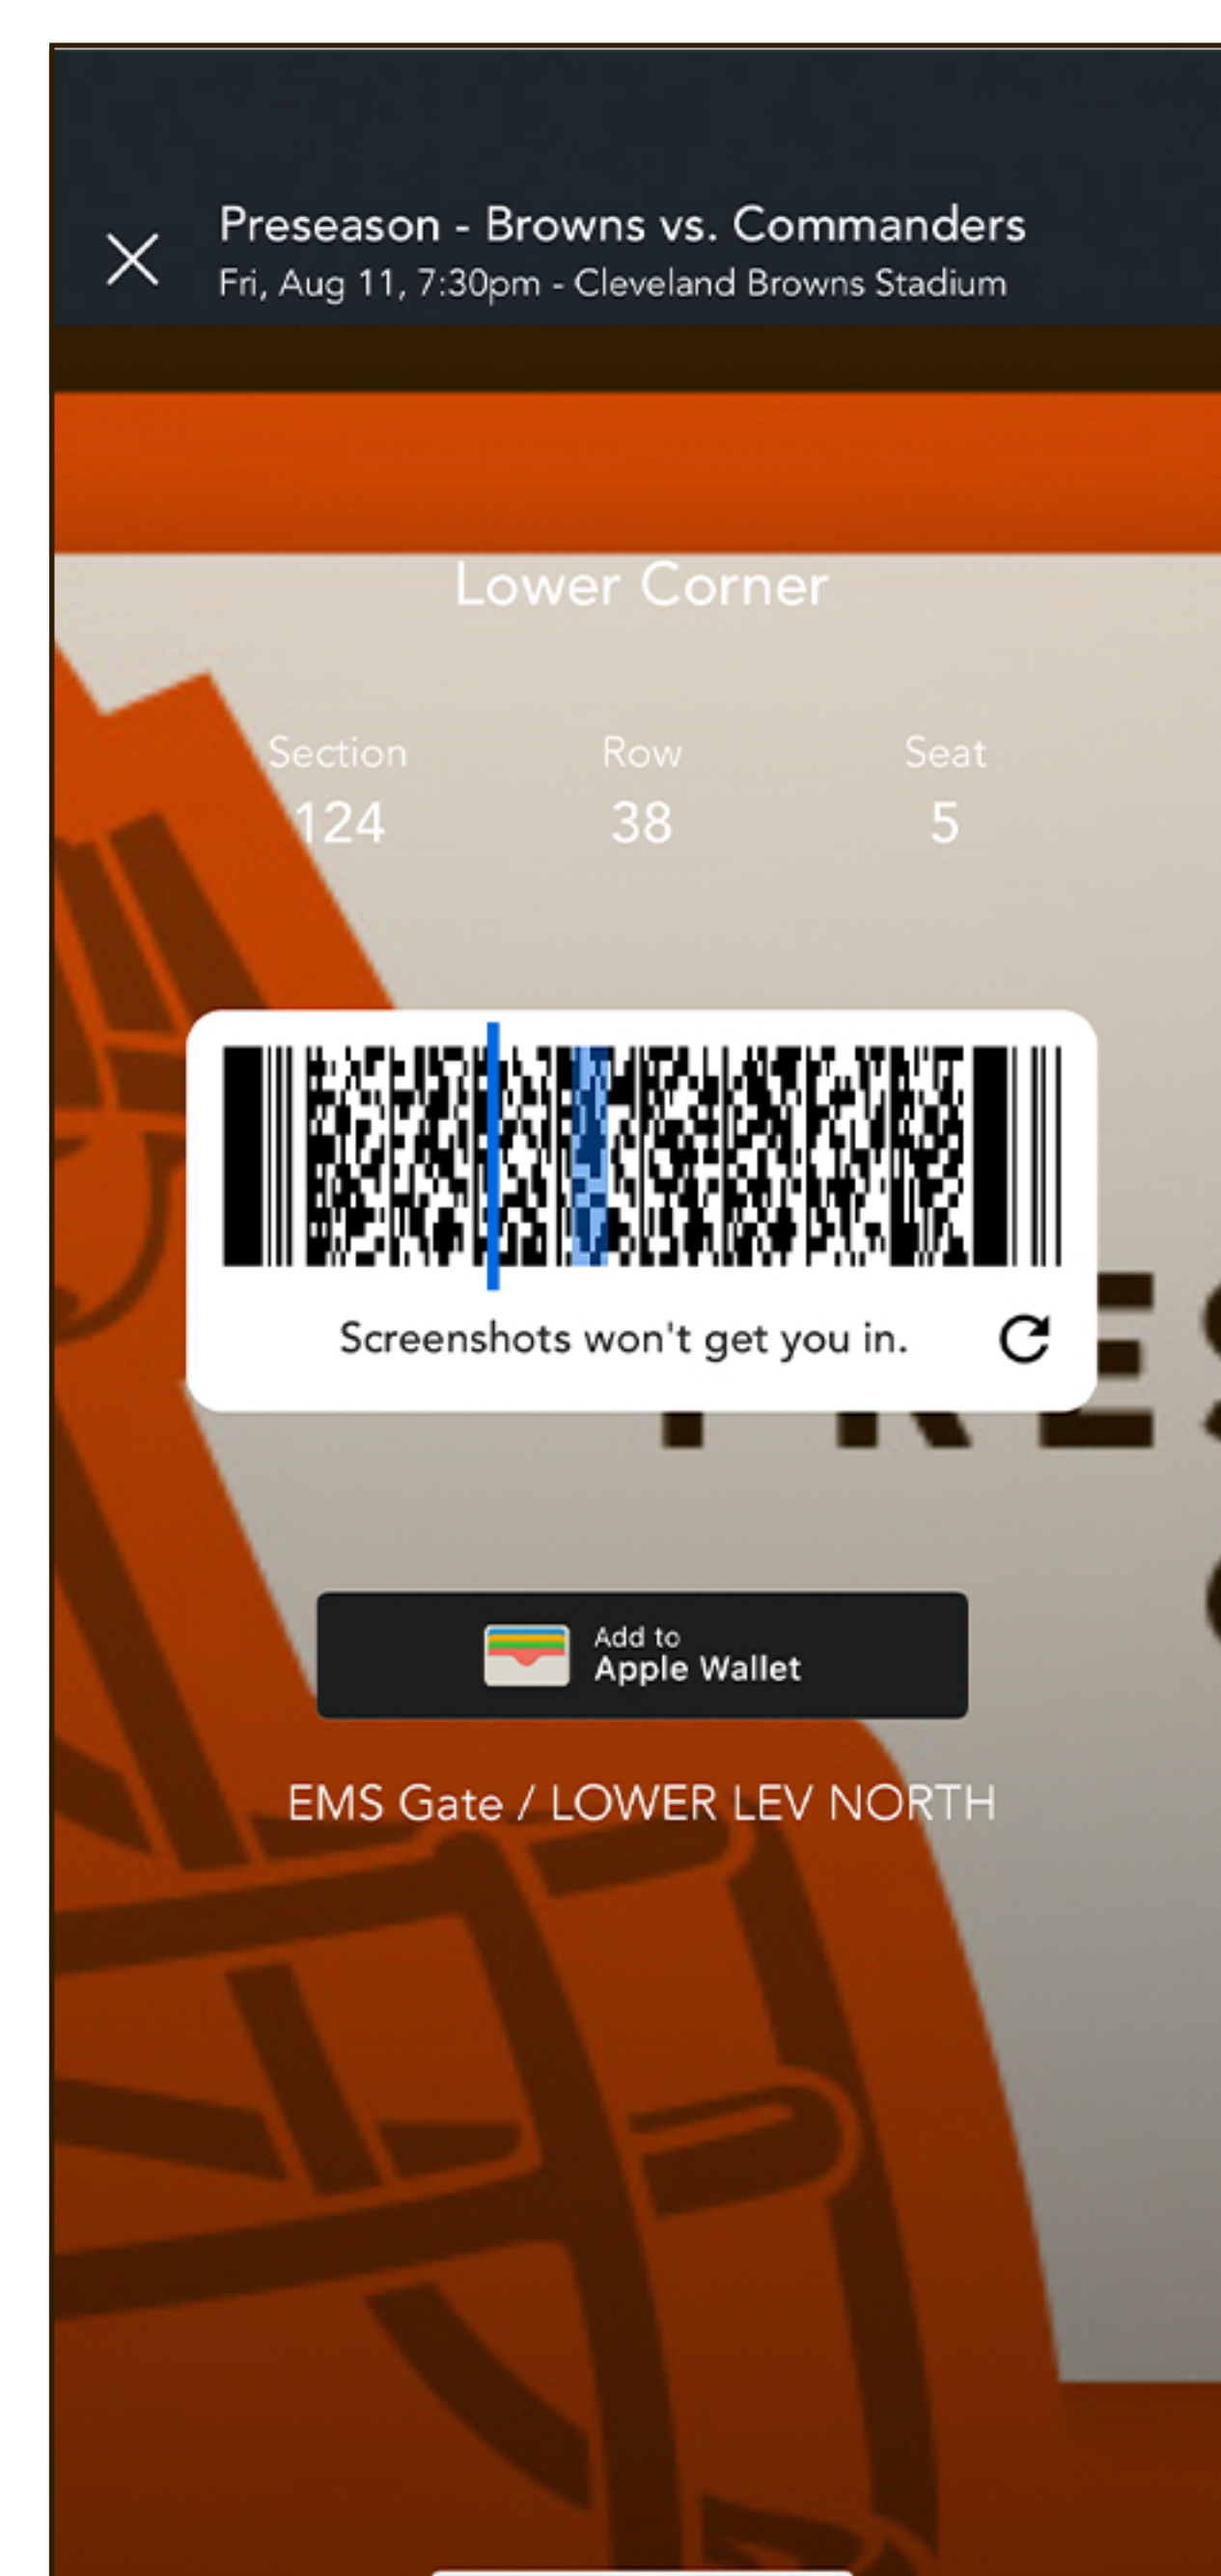 Preseason - Browns vs. Commanders
Fri, Aug 11, 7:30pm - Cleveland Browns Stadium
Lower Corner
Section Row Seat
124 38 5
Screenshots won't get you in.
Add to
Apple Wallet
EMS Gate / LOWER LEV NORTH